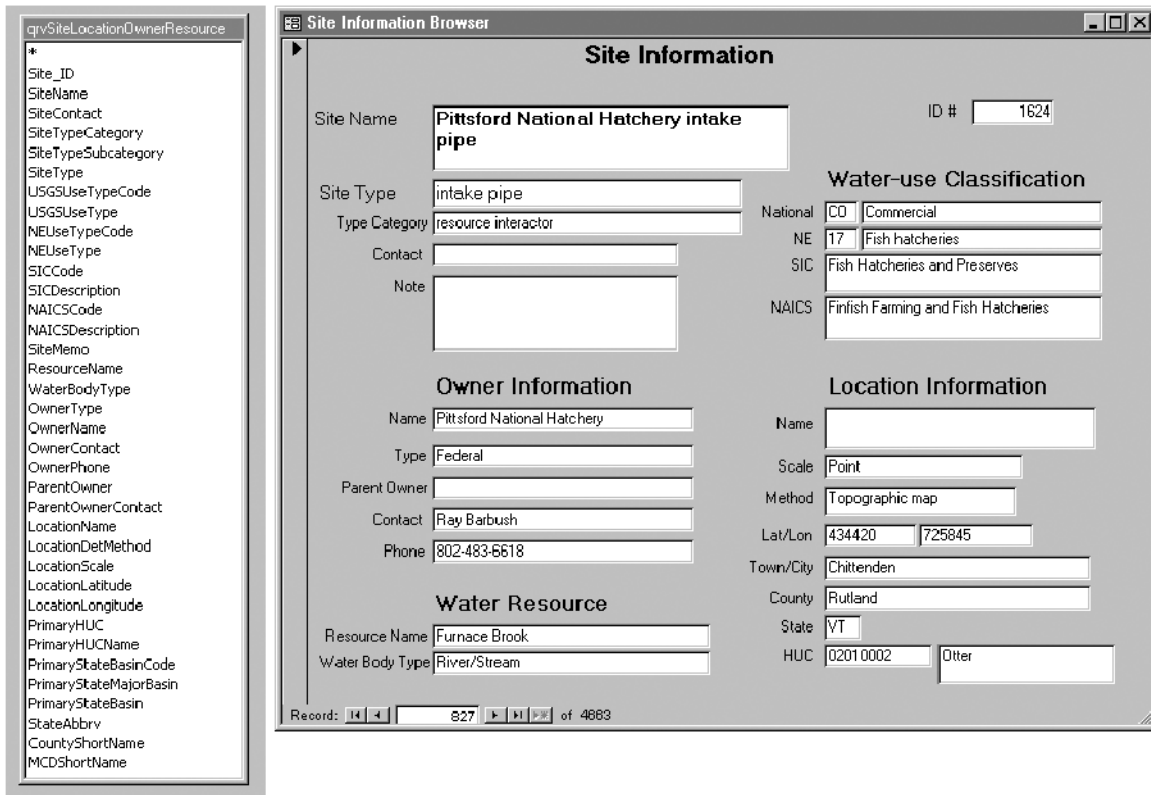 qrvSiteLocationOwnerResource
*
Site_ID
SiteName
SiteContact
SiteTypeCategory
SiteTypeSubcategory
SiteType
USGSUseTypeCode
USGSUseType
NEUseTypeCode
NEUseType
SICCode
SICDescription
NAICSCode
NAICSDescription
SiteMemo
ResourceName
WaterBodyType
OwnerType
OwnerName
OwnerContact
OwnerPhone
ParentOwner
ParentOwnerContact
LocationName
LocationDetMethod
LocationScale
LocationLatitude
LocationLongitude
PrimaryHUC
PrimaryHUCName
PrimaryStateBasinCode
PrimaryStateMajorBasin
PrimaryStateBasin
StateAbbrv
CountyShortName
MCDShortName
Site Information Browser
Site Information
Site Name Pittsford National Hatchery intake
pipe
ID # 1624
Site Type intake pipe
Type Category resource interactor
Contact
Note
Water-use Classification
National CO Commercial
NE 17 Fish hatcheries
SIC Fish Hatcheries and Preserves
NAICS Finfish Farming and Fish Hatcheries
Owner Information
Name Pittsford National Hatchery
Type Federal
Parent Owner
Contact Ray Barbush
Phone 802-483-6618
Water Resource
Resource Name Furnace Brook
Water Body Type River/Stream
Location Information
Name
Scale Point
Method Topographic map
Lat/Lon 434420 725845
Town/City Chittenden
County Rutland
State VT
HUC 02010002 Otter
Record: 827 of 4883